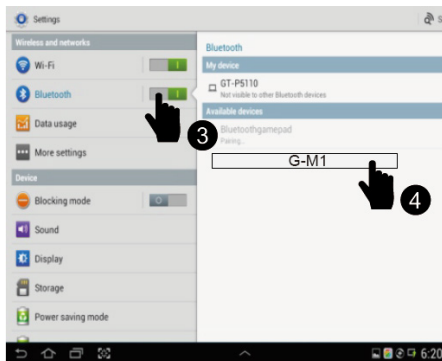 Settings
S
Wireless and networks
Wi-Fi
Bluetooth
Data usage
More settings
Device
Blocking mode
Sound
Display
Storage
Power saving mode
Bluetooth
My device
GT-P5110
Not visible to other Bluetooth devices
Available devices
Bluetoothgamepad
Pairing...
G-M1
3
4
6:20